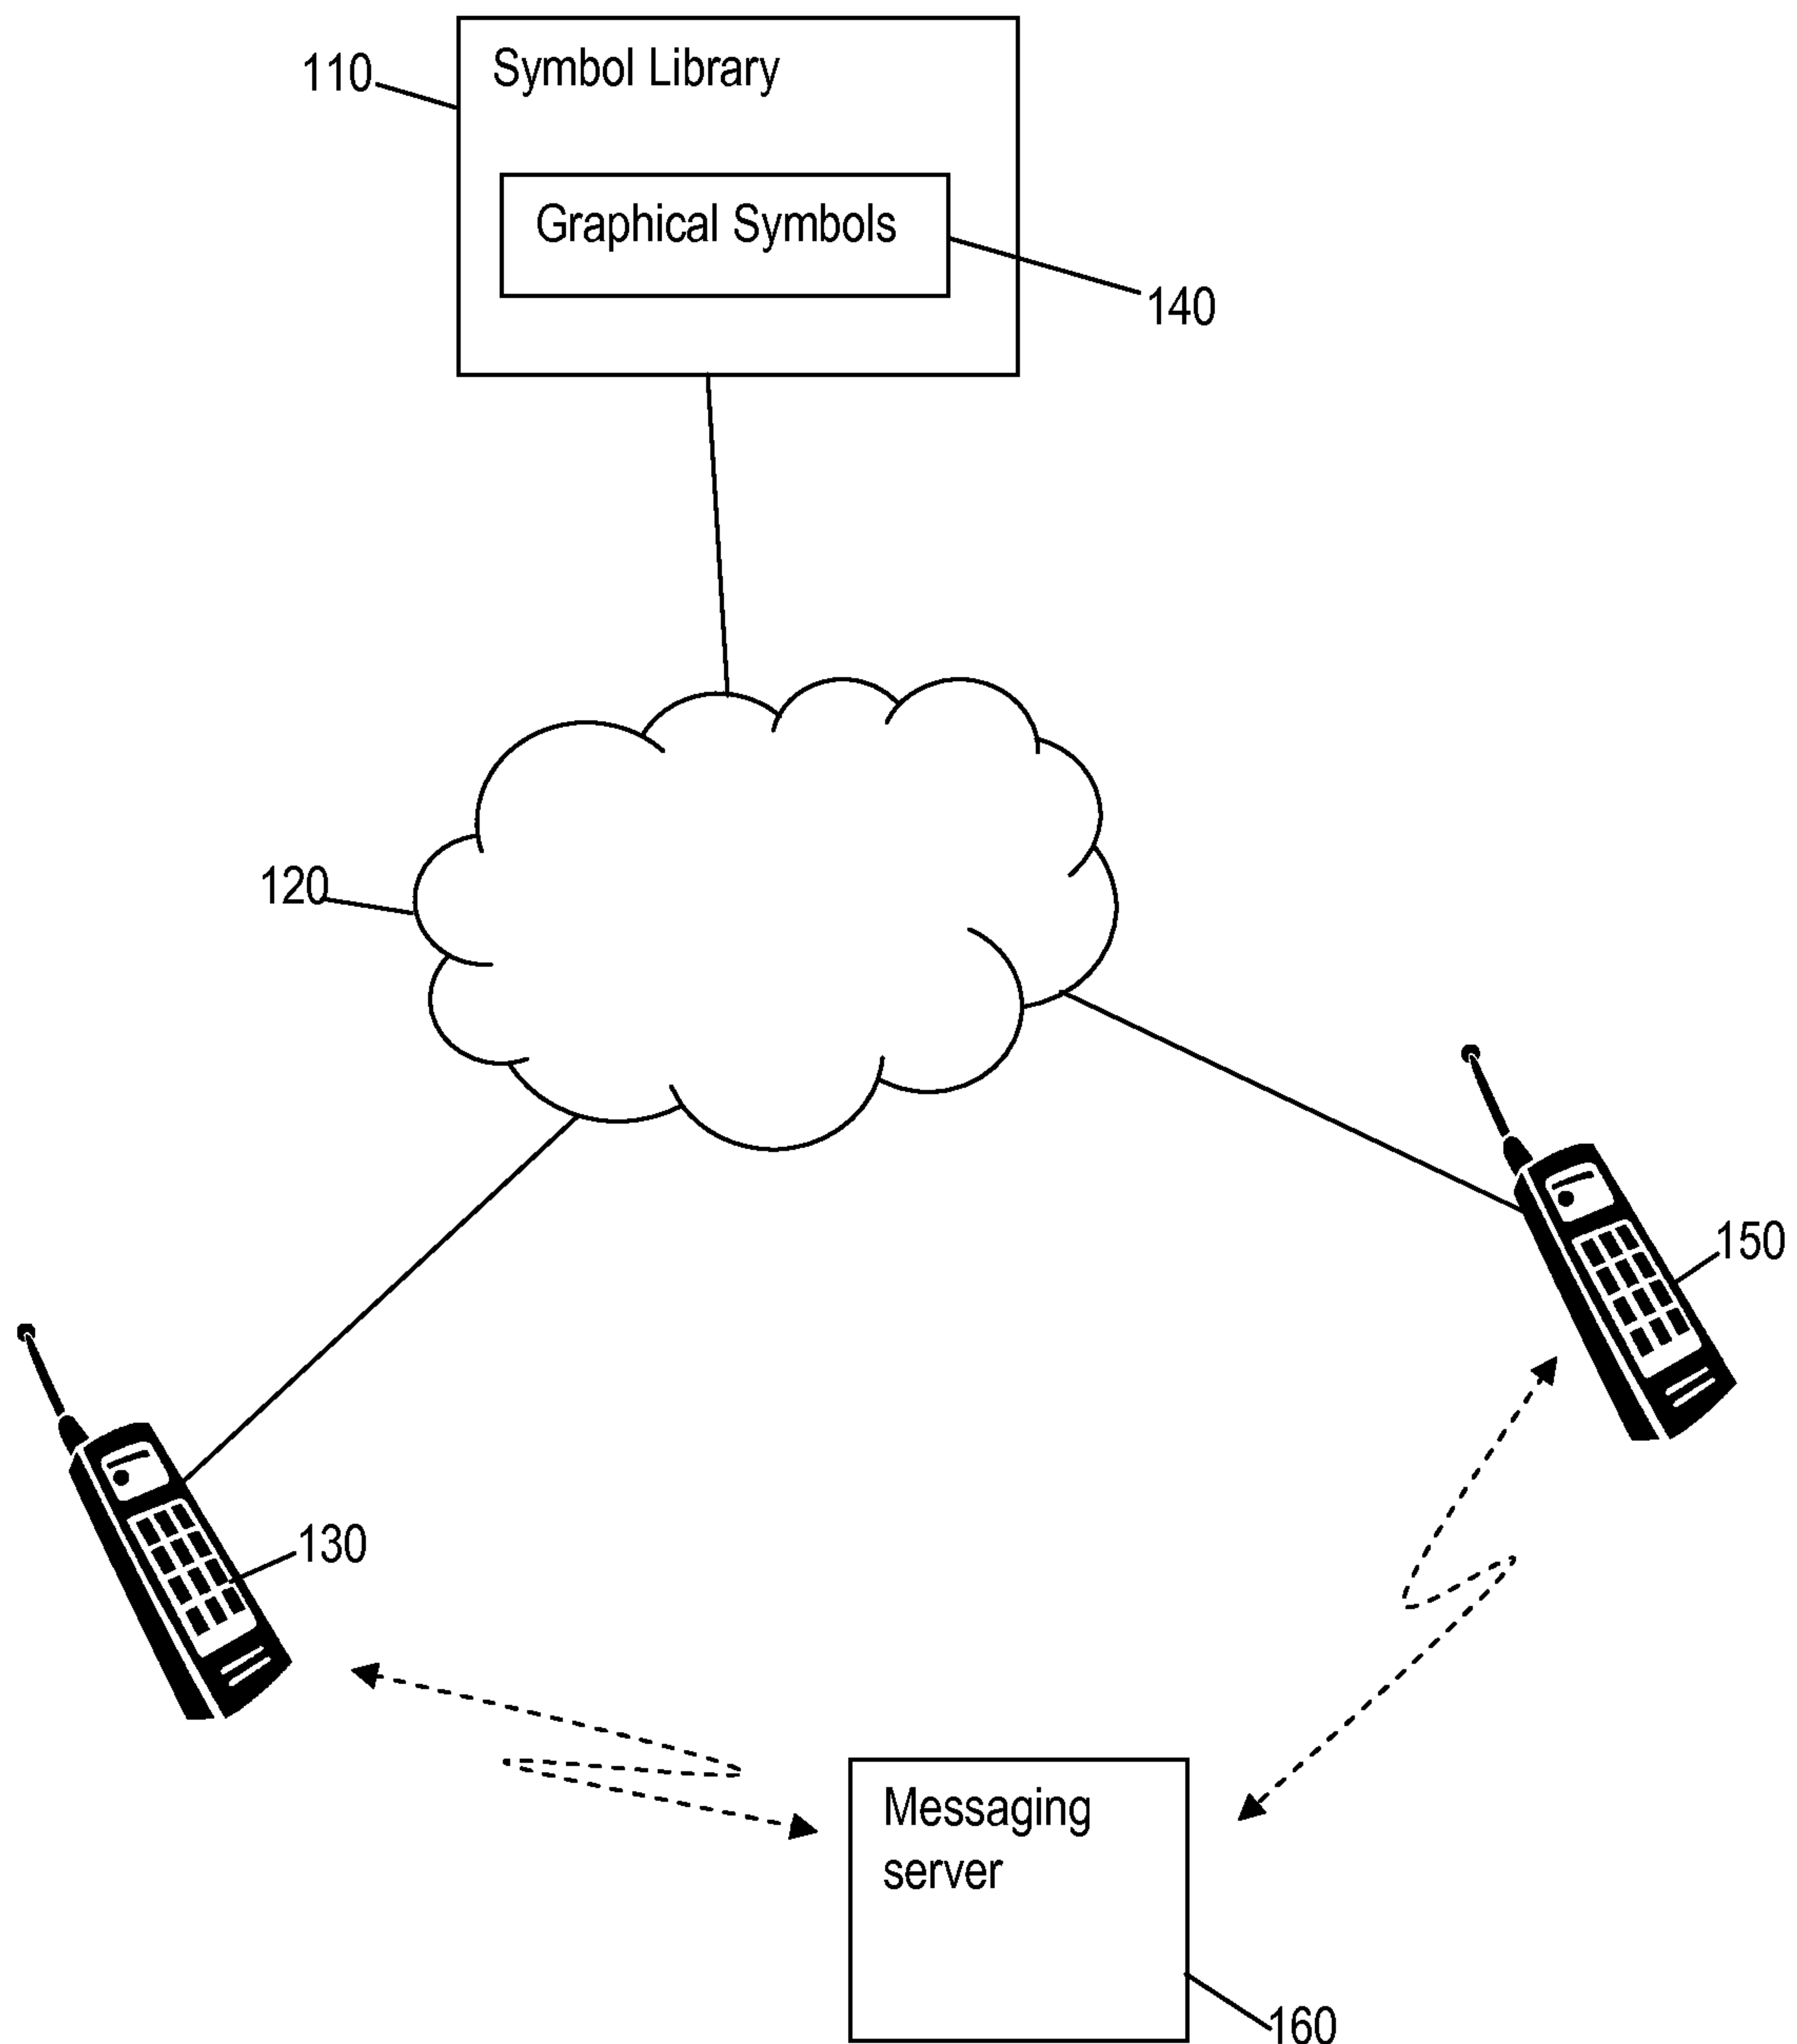 110
Symbol Library
Graphical Symbols
140
120
150
130
Messaging
server
160